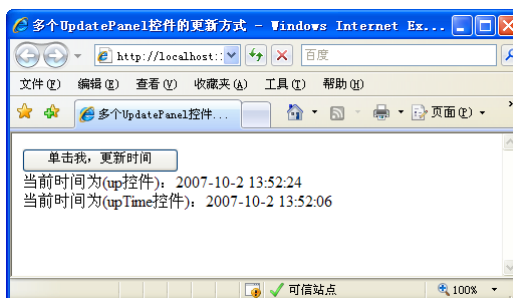 多个UpdatePanel控件的更新方式 - Windows Internet Ex...
http://localhost:
百度
文件(F) 编辑(E) 查看(V) 收藏夹(A) 工具(T) 帮助(H)
多个UpdatePanel控件... 页面(P)
单击我，更新时间
当前时间为(up控件)：2007-10-2 13:52:24
当前时间为(upTime控件)：2007-10-2 13:52:06
可信站点 100%